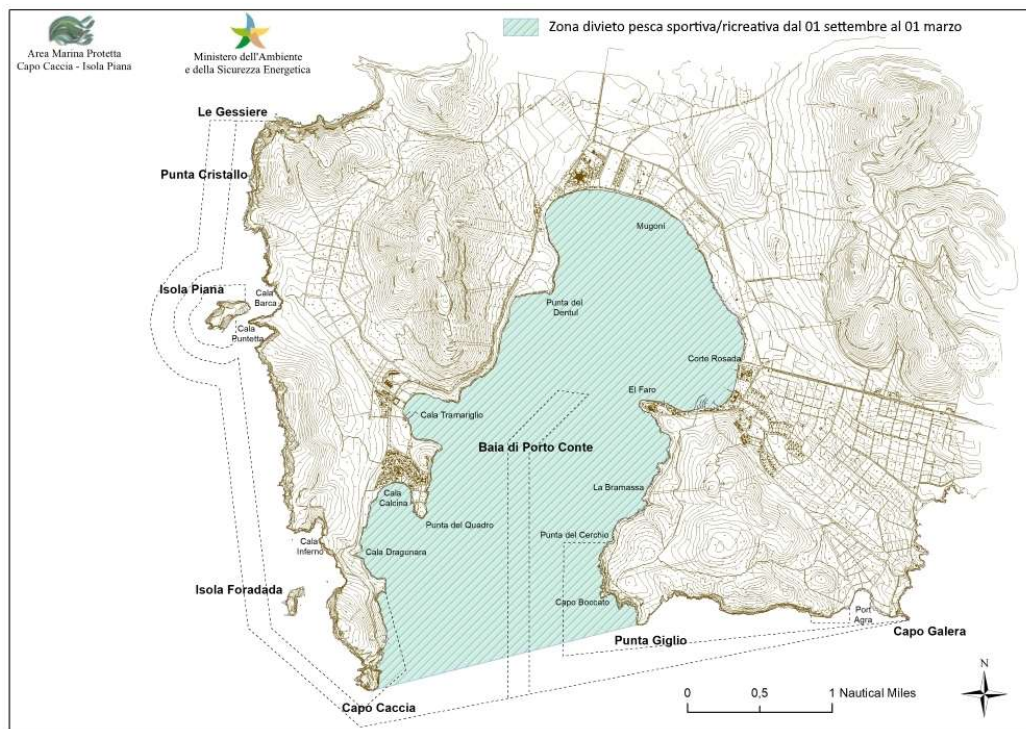 Area Marina Protetta
Capo Caccia - Isola Piana
Ministero dell'Ambiente
e della Sicurezza Energetica
Zona divieto pesca sportiva/ricreativa dal 01 settembre al 01 marzo
Le Gessiere
Punta Cristallo
Mugoni
Isola Piana
Cala
Barca
Punta del
Dentul
Cala
Puntetta
Corte Rosada
El Faro
Cala Tramariglio
Baia di Porto Conte
La Bramassa
Cala
Calcina
Punta del Quadro
Punta del Cerchio
Cala
Inferno
Cala Dragunara
Isola Foradada
Capo Boccato
Port
Agra
Punta Giglio
Capo Galera
Capo Caccia
N
0 0,5 1 Nautical Miles